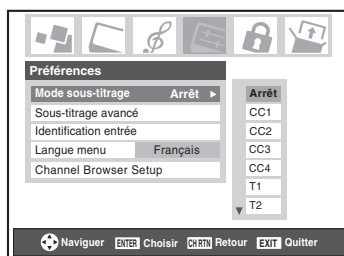 Préférences
Mode sous-titrage Arrêt ▶
Sous-titrage avancé
Identification entrée
Langue menu Français
Channel Browser Setup
Arrêt
CC1
CC2
CC3
CC4
T1
T2
Naviguer ENTER Choisir CH RTN Retour EXIT Quitter